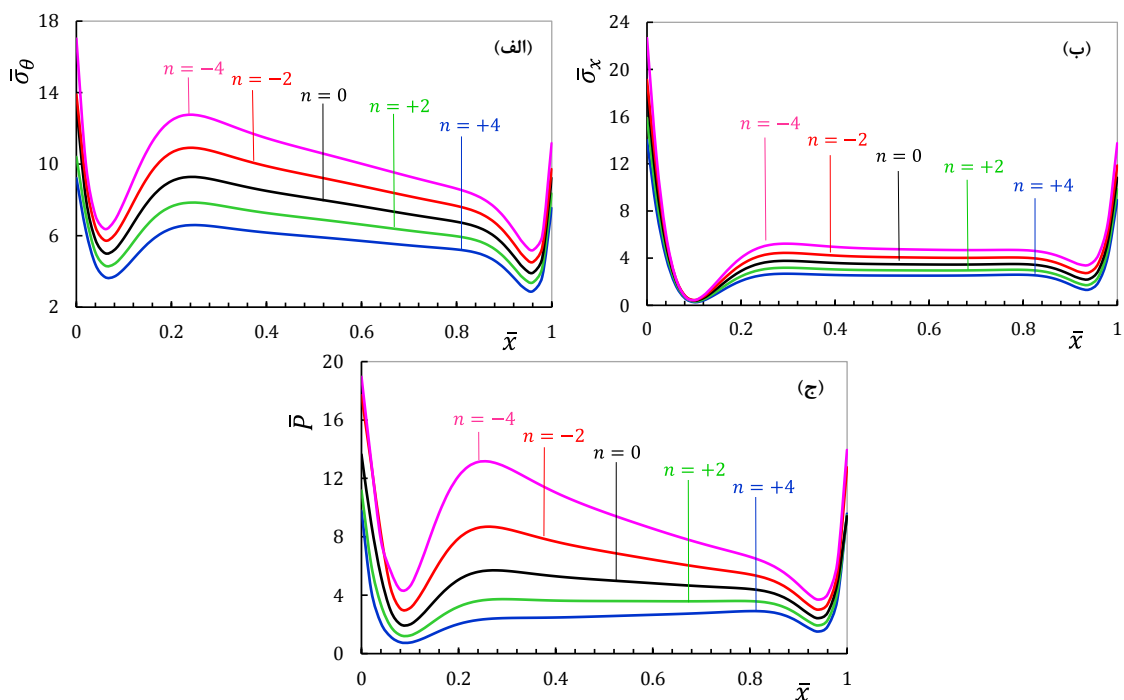 (الف)
σ̄θ
18
14
10
6
2
n = −4
n = −2
n = 0
n = +2
n = +4
0 0.2 0.4 0.6 0.8 1
x̄
(ب)
σ̄x
24
20
16
12
8
4
0
n = −4
n = −2
n = 0
n = +2
n = +4
0 0.2 0.4 0.6 0.8 1
x̄
(ج)
P̄
20
16
12
8
4
0
n = −4
n = −2
n = 0
n = +2
n = +4
0 0.2 0.4 0.6 0.8 1
x̄